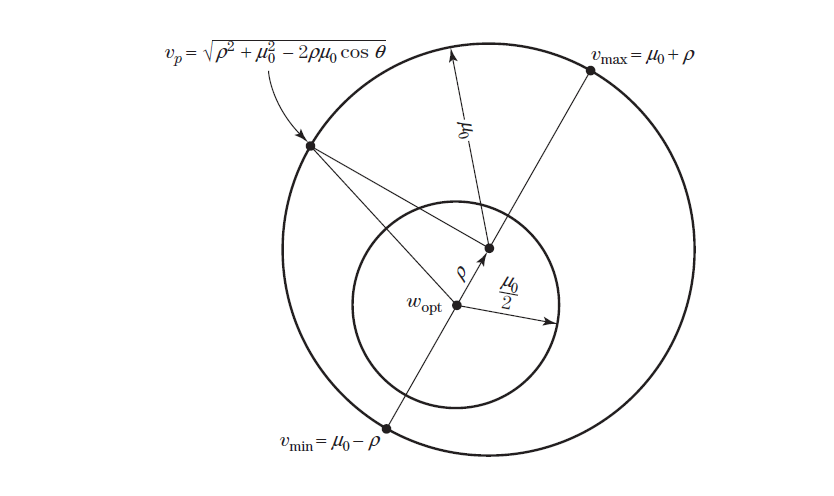 v_p = √(ρ² + μ₀² − 2ρμ₀ cos θ)
v_max = μ₀ + ρ
μ₀
ρ
μ₀
2
w_opt
v_min = μ₀ − ρ